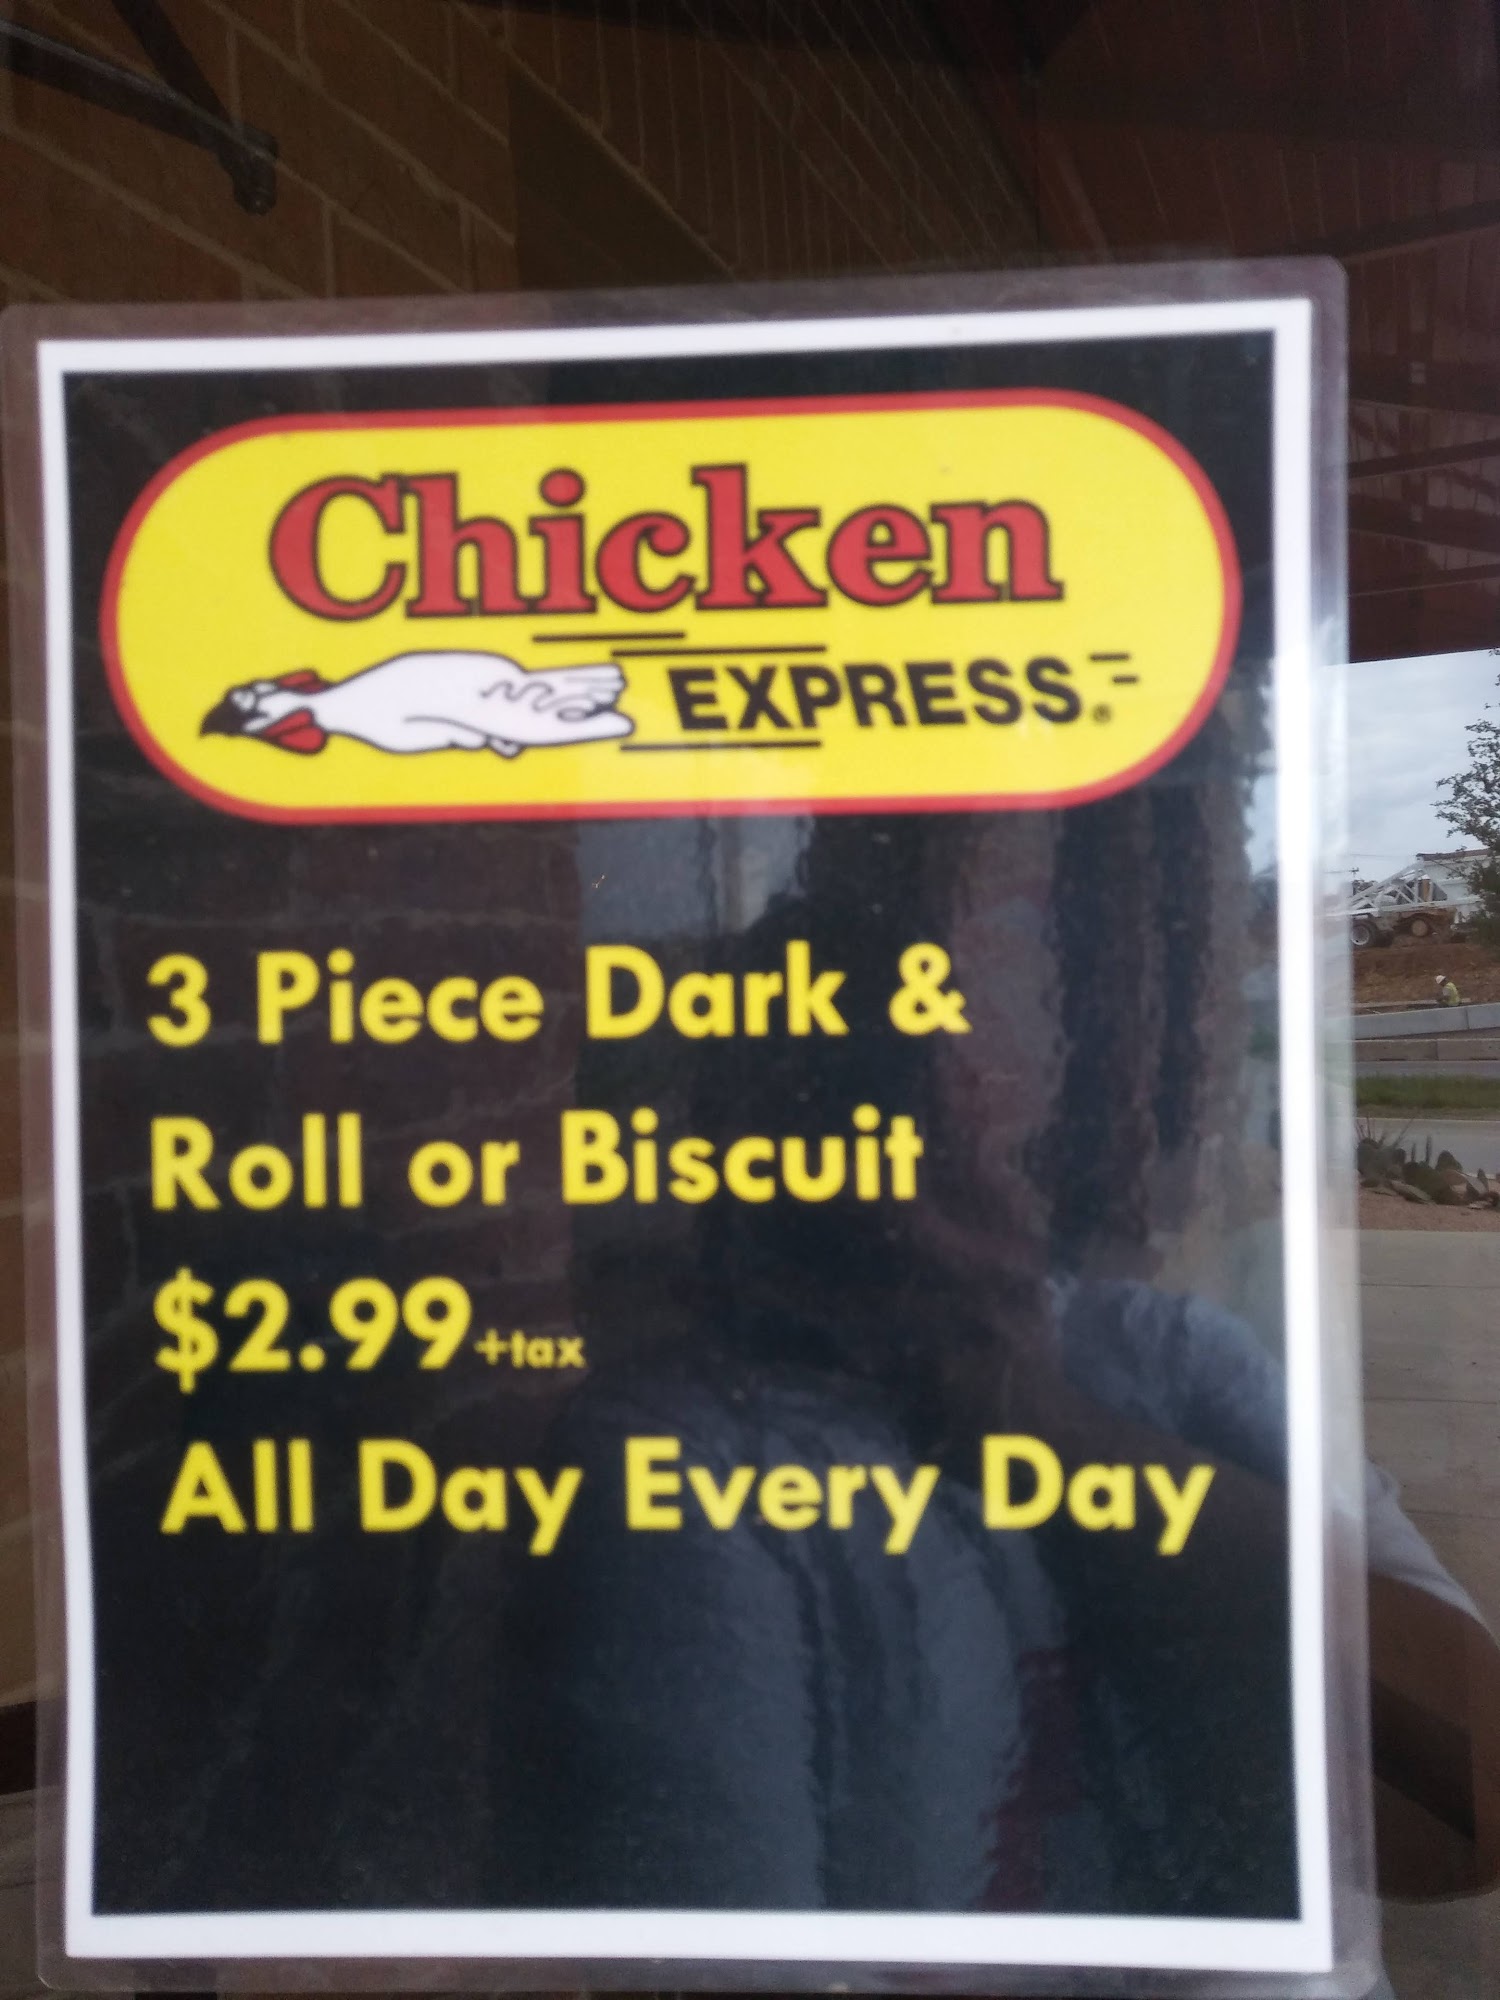 Chicken
EXPRESS®
3 Piece Dark &
Roll or Biscuit
$2.99+tax
All Day Every Day